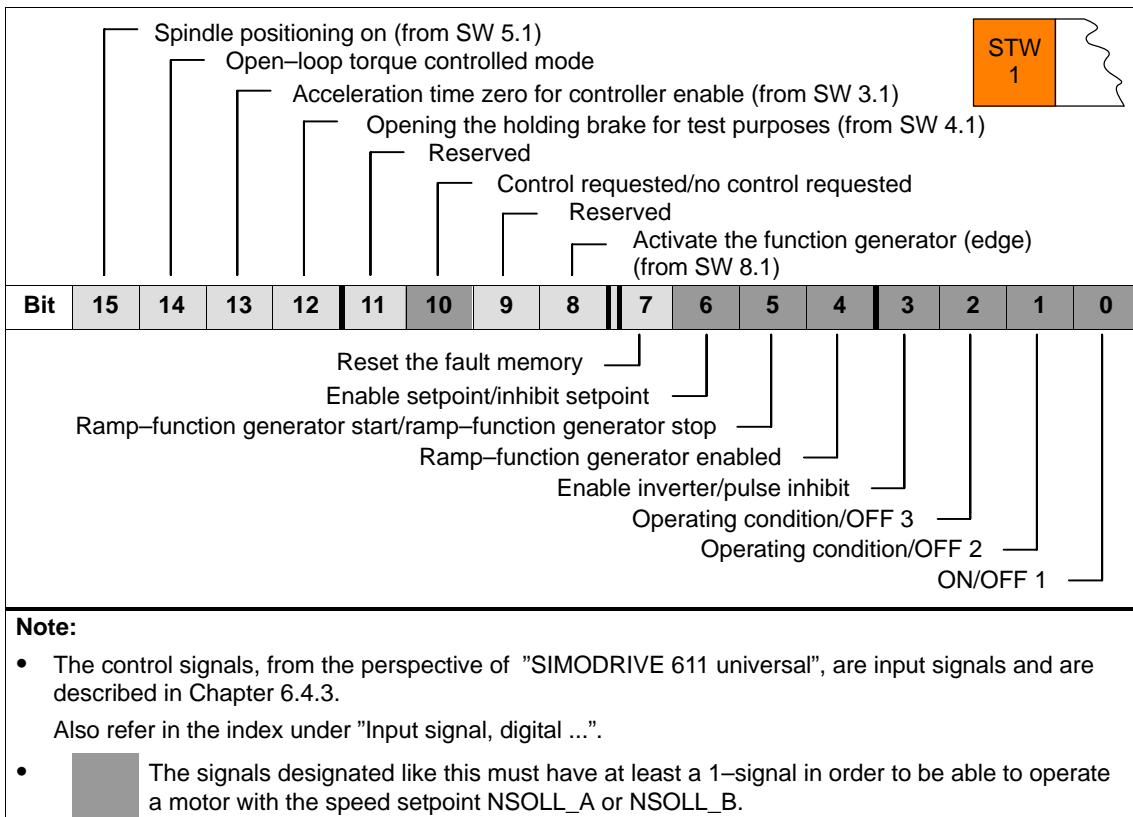 Spindle positioning on (from SW 5.1)
STW
1
Open–loop torque controlled mode
Acceleration time zero for controller enable (from SW 3.1)
Opening the holding brake for test purposes (from SW 4.1)
Reserved
Control requested/no control requested
Reserved
Activate the function generator (edge)
(from SW 8.1)
Bit 15 14 13 12 11 10 9 8 7 6 5 4 3 2 1 0
Reset the fault memory
Enable setpoint/inhibit setpoint
Ramp–function generator start/ramp–function generator stop
Ramp–function generator enabled
Enable inverter/pulse inhibit
Operating condition/OFF 3
Operating condition/OFF 2
ON/OFF 1
Note:
• The control signals, from the perspective of ”SIMODRIVE 611 universal”, are input signals and are
described in Chapter 6.4.3.
Also refer in the index under ”Input signal, digital ...”.
• The signals designated like this must have at least a 1–signal in order to be able to operate
a motor with the speed setpoint NSOLL_A or NSOLL_B.